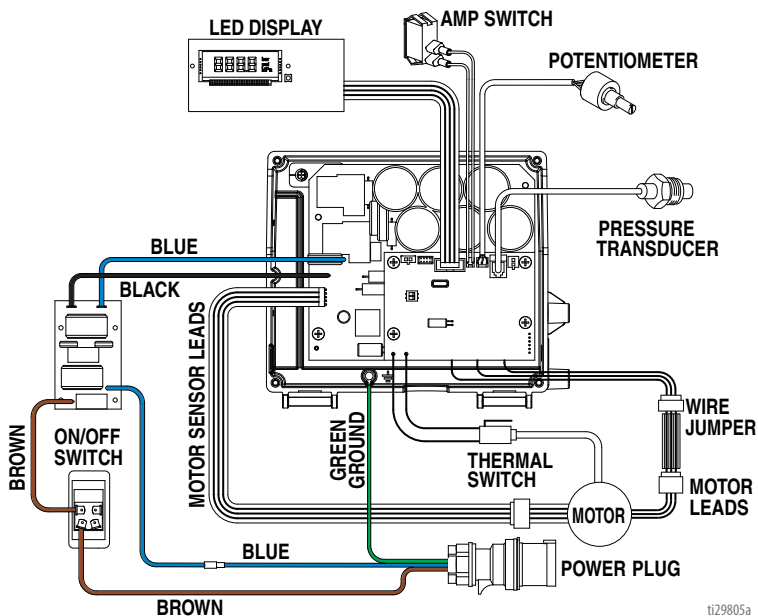 LED DISPLAY
AMP SWITCH
POTENTIOMETER
PRESSURE
TRANSDUCER
BLUE
BLACK
MOTOR SENSOR LEADS
GREEN
GROUND
BROWN
ON/OFF
SWITCH
THERMAL
SWITCH
WIRE
JUMPER
MOTOR
LEADS
MOTOR
BLUE
POWER PLUG
BROWN
ti29805a